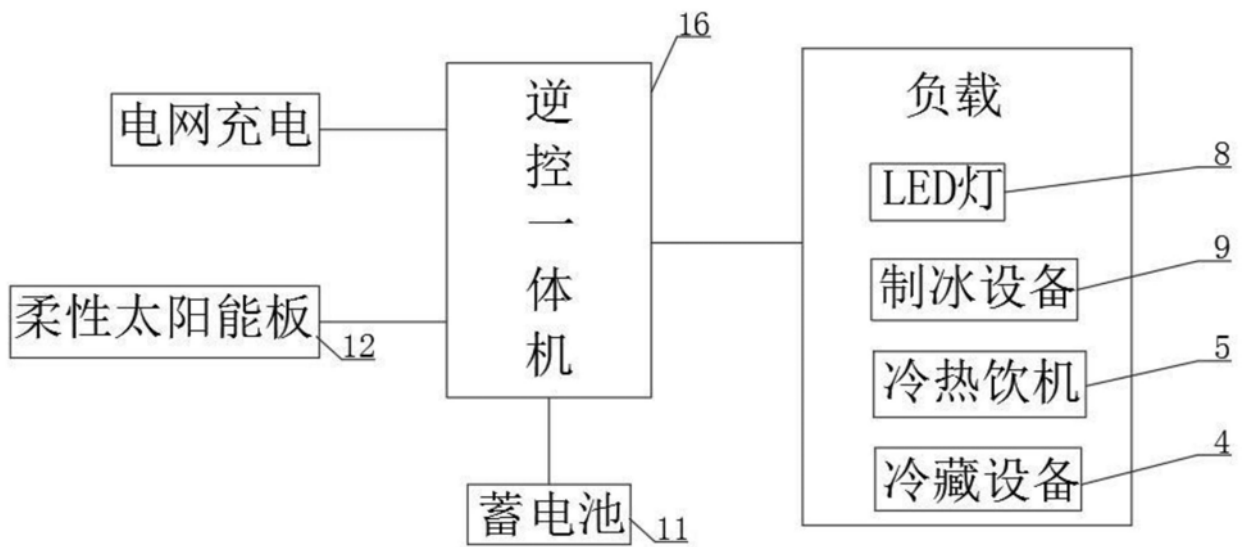 16
电网充电
逆控一体机
负载
LED灯
8
制冰设备
9
柔性太阳能板
12
冷热饮机
5
冷藏设备
4
蓄电池
11